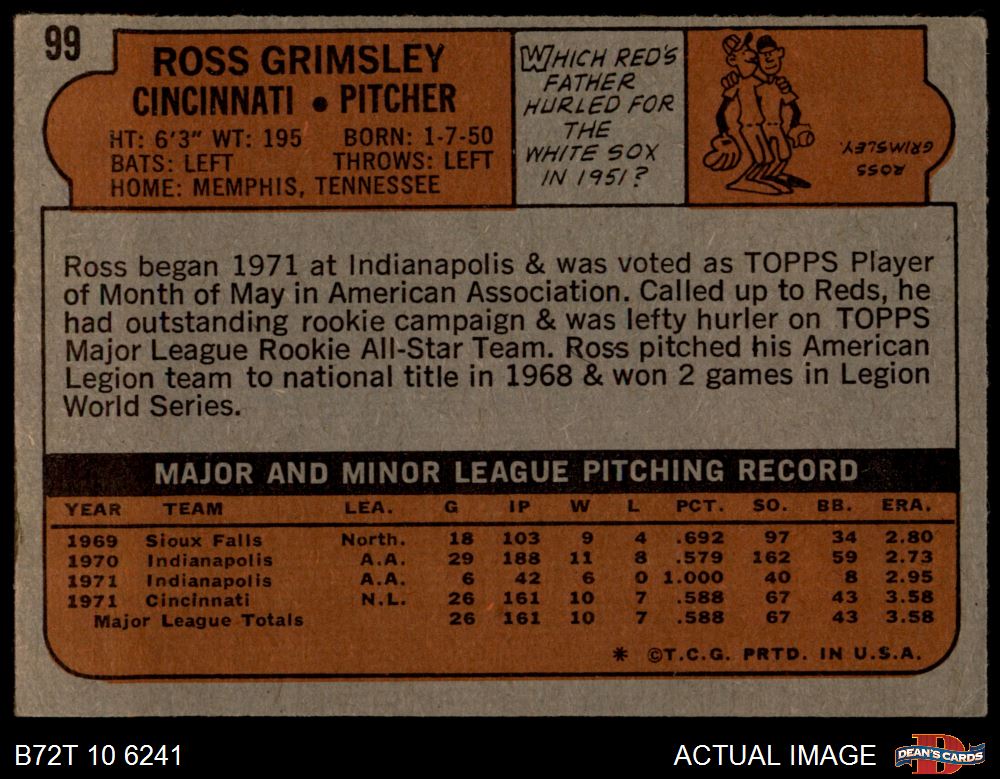 99
ROSS GRIMSLEY
CINCINNATI • PITCHER
HT: 6'3" WT: 195 BORN: 1-7-50
BATS: LEFT THROWS: LEFT
HOME: MEMPHIS, TENNESSEE
WHICH RED'S
FATHER
HURLED FOR
THE
WHITE SOX
IN 1951?
ROSS
GRIMSLEY.
Ross began 1971 at Indianapolis & was voted as TOPPS Player
of Month of May in American Association. Called up to Reds, he
had outstanding rookie campaign & was lefty hurler on TOPPS
Major League Rookie All-Star Team. Ross pitched his American
Legion team to national title in 1968 & won 2 games in Legion
World Series.
MAJOR AND MINOR LEAGUE PITCHING RECORD
YEAR TEAM LEA. G IP W L PCT. SO. BB. ERA.
1969 Sioux Falls North. 18 103 9 4 .692 97 34 2.80
1970 Indianapolis A.A. 29 188 11 8 .579 162 59 2.73
1971 Indianapolis A.A. 6 42 6 0 1.000 40 8 2.95
1971 Cincinnati N.L. 26 161 10 7 .588 67 43 3.58
Major League Totals 26 161 10 7 .588 67 43 3.58
* ©T.C.G. PRTD. IN U.S.A.
B72T 10 6241 ACTUAL IMAGE
DEAN'S CARDS